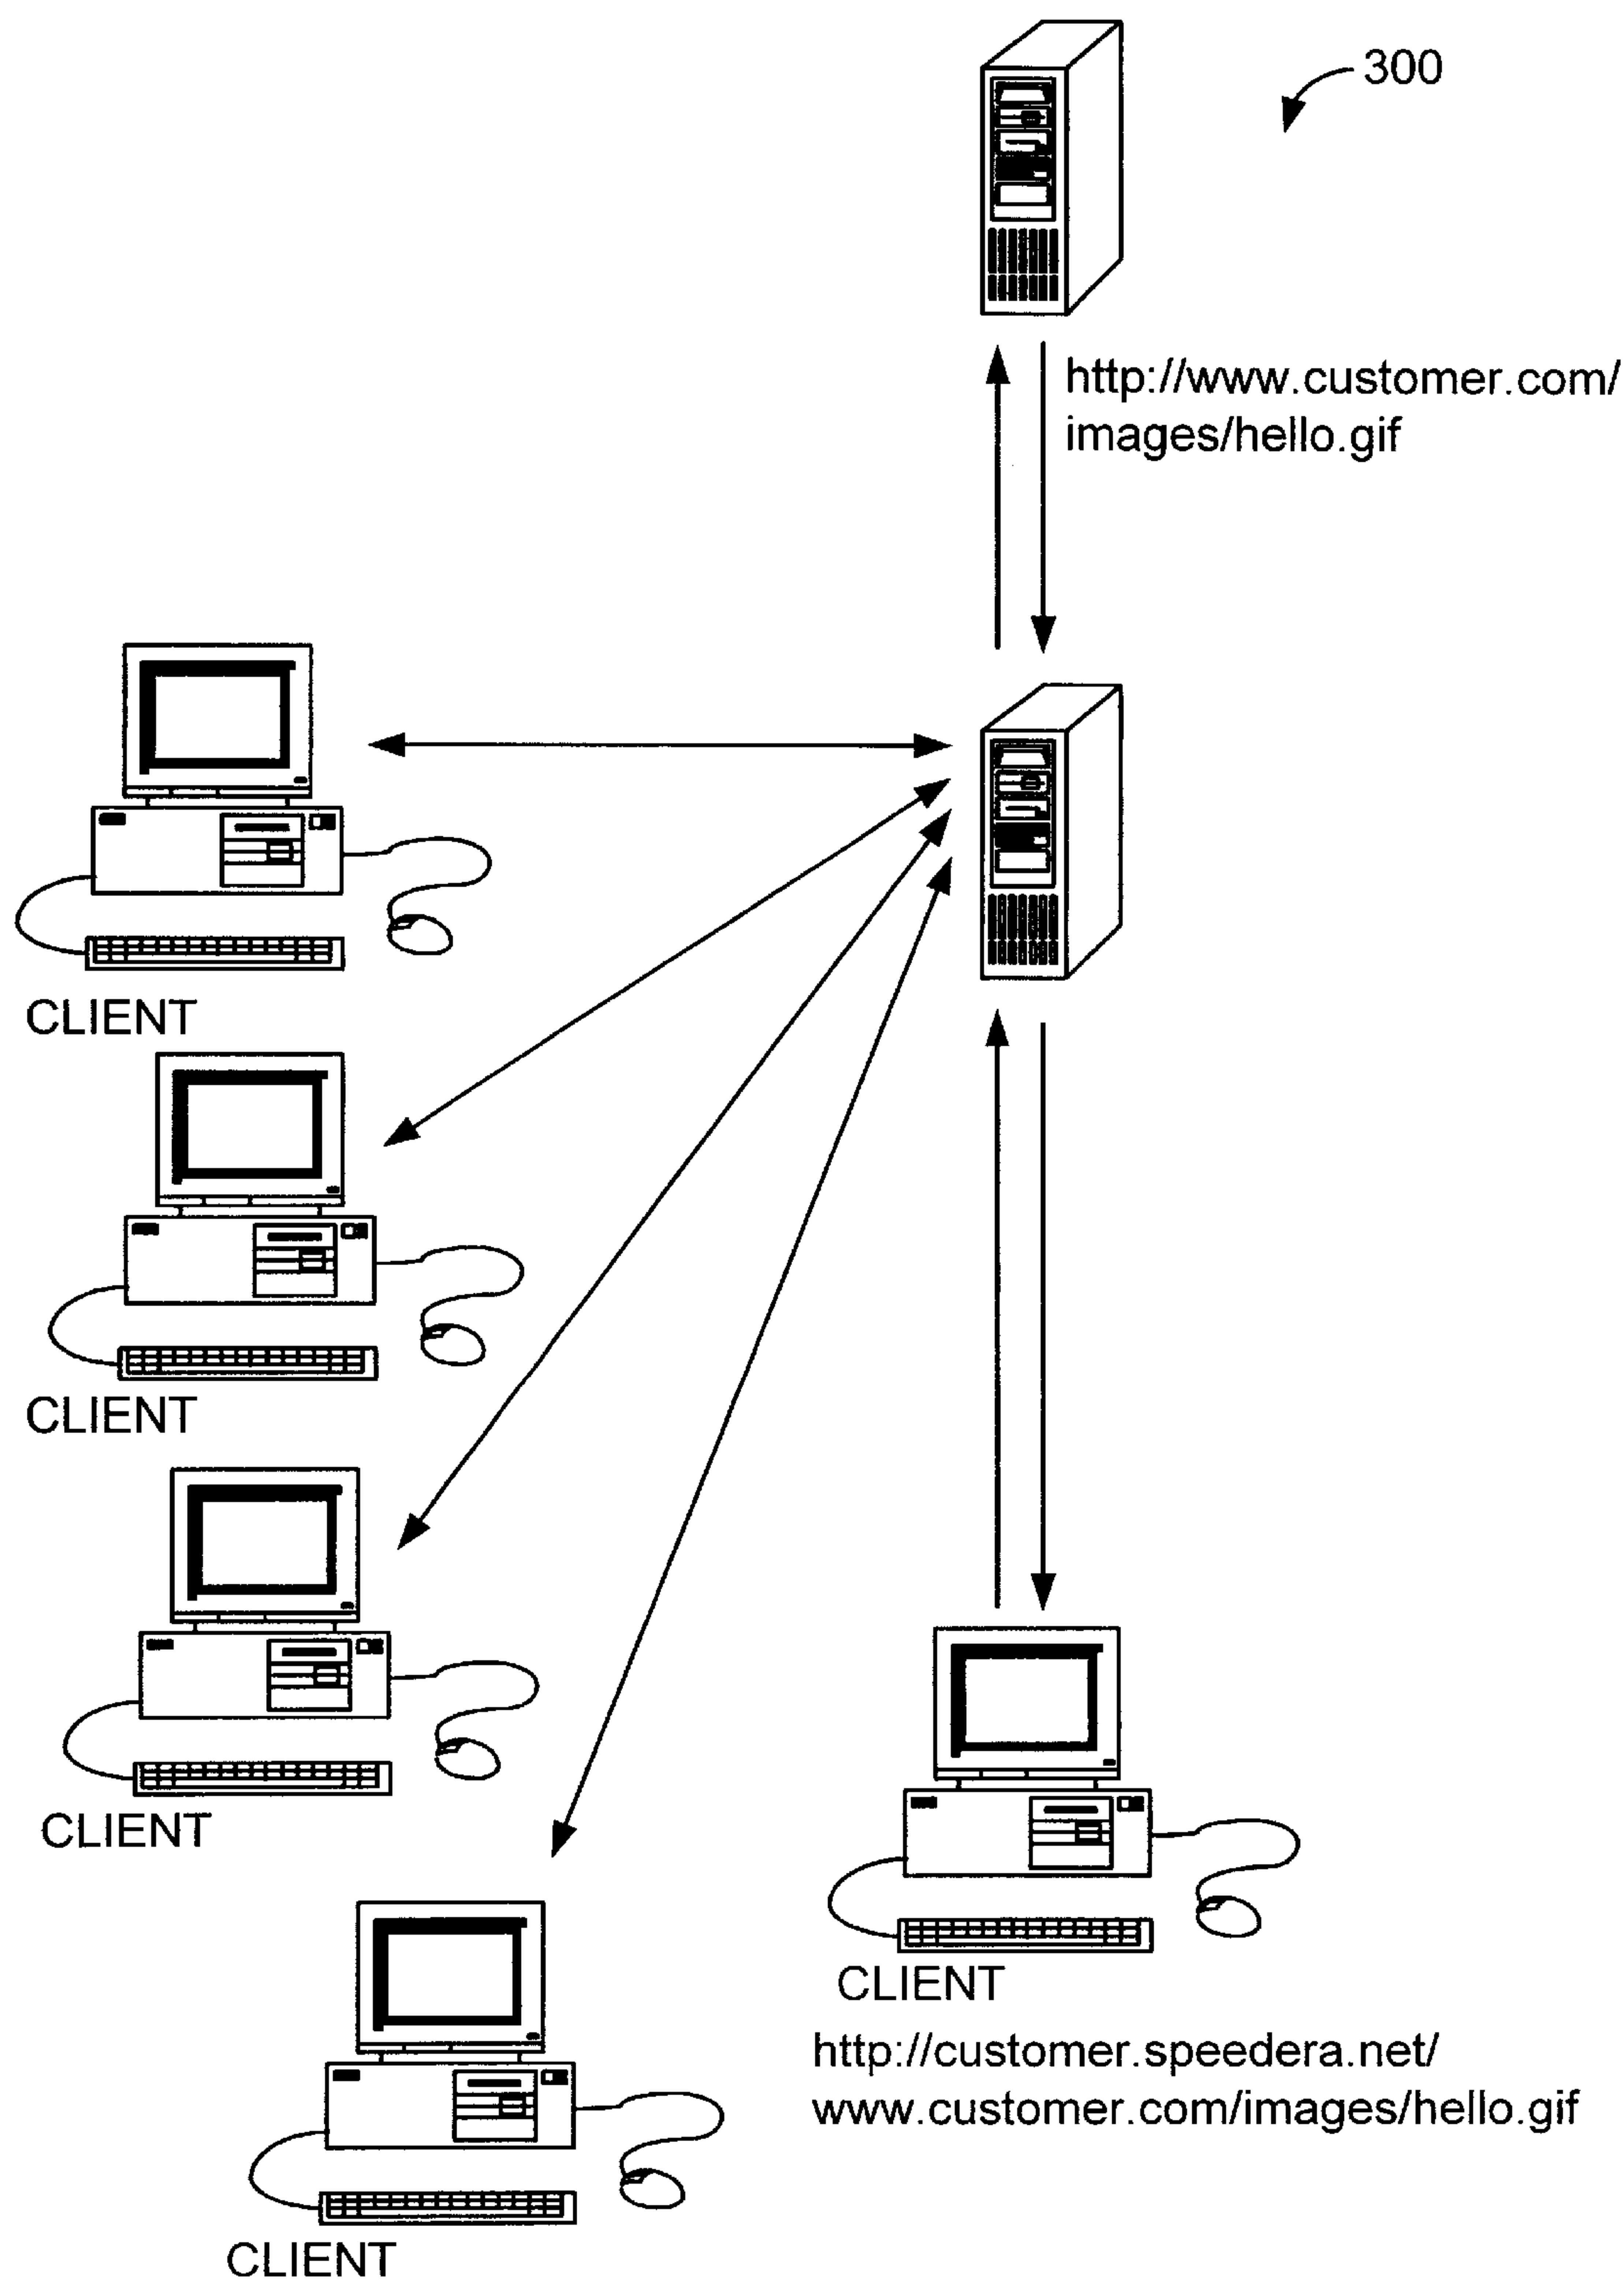 300
http://www.customer.com/
images/hello.gif
CLIENT
CLIENT
CLIENT
CLIENT
http://customer.speedera.net/
www.customer.com/images/hello.gif
CLIENT